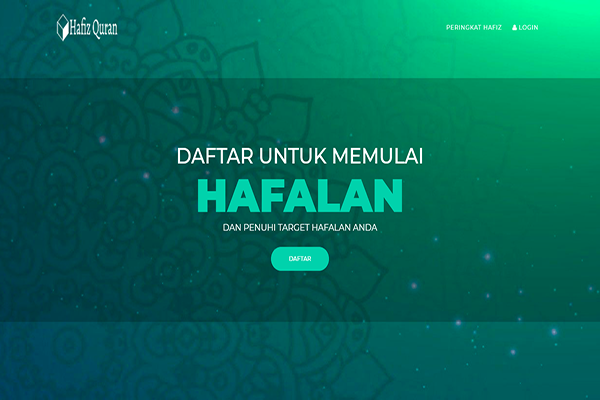 Hafiz Quran
PERINGKAT HAFIZ
LOGIN
DAFTAR UNTUK MEMULAI
HAFALAN
DAN PENUHI TARGET HAFALAN ANDA
DAFTAR